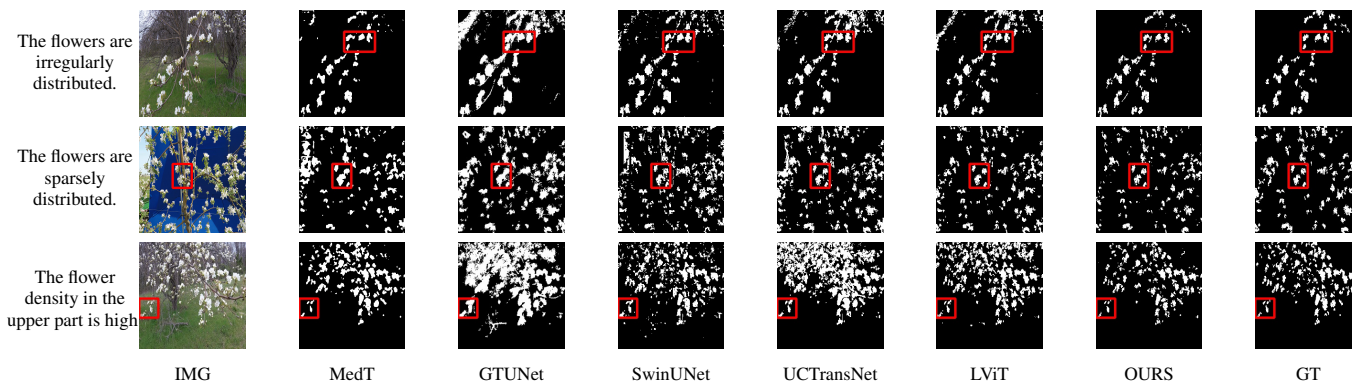 The flowers are
irregularly
distributed.
The flowers are
sparsely
distributed.
The flower
density in the
upper part is high
IMG MedT GTUNet SwinUNet UCTransNet LViT OURS GT